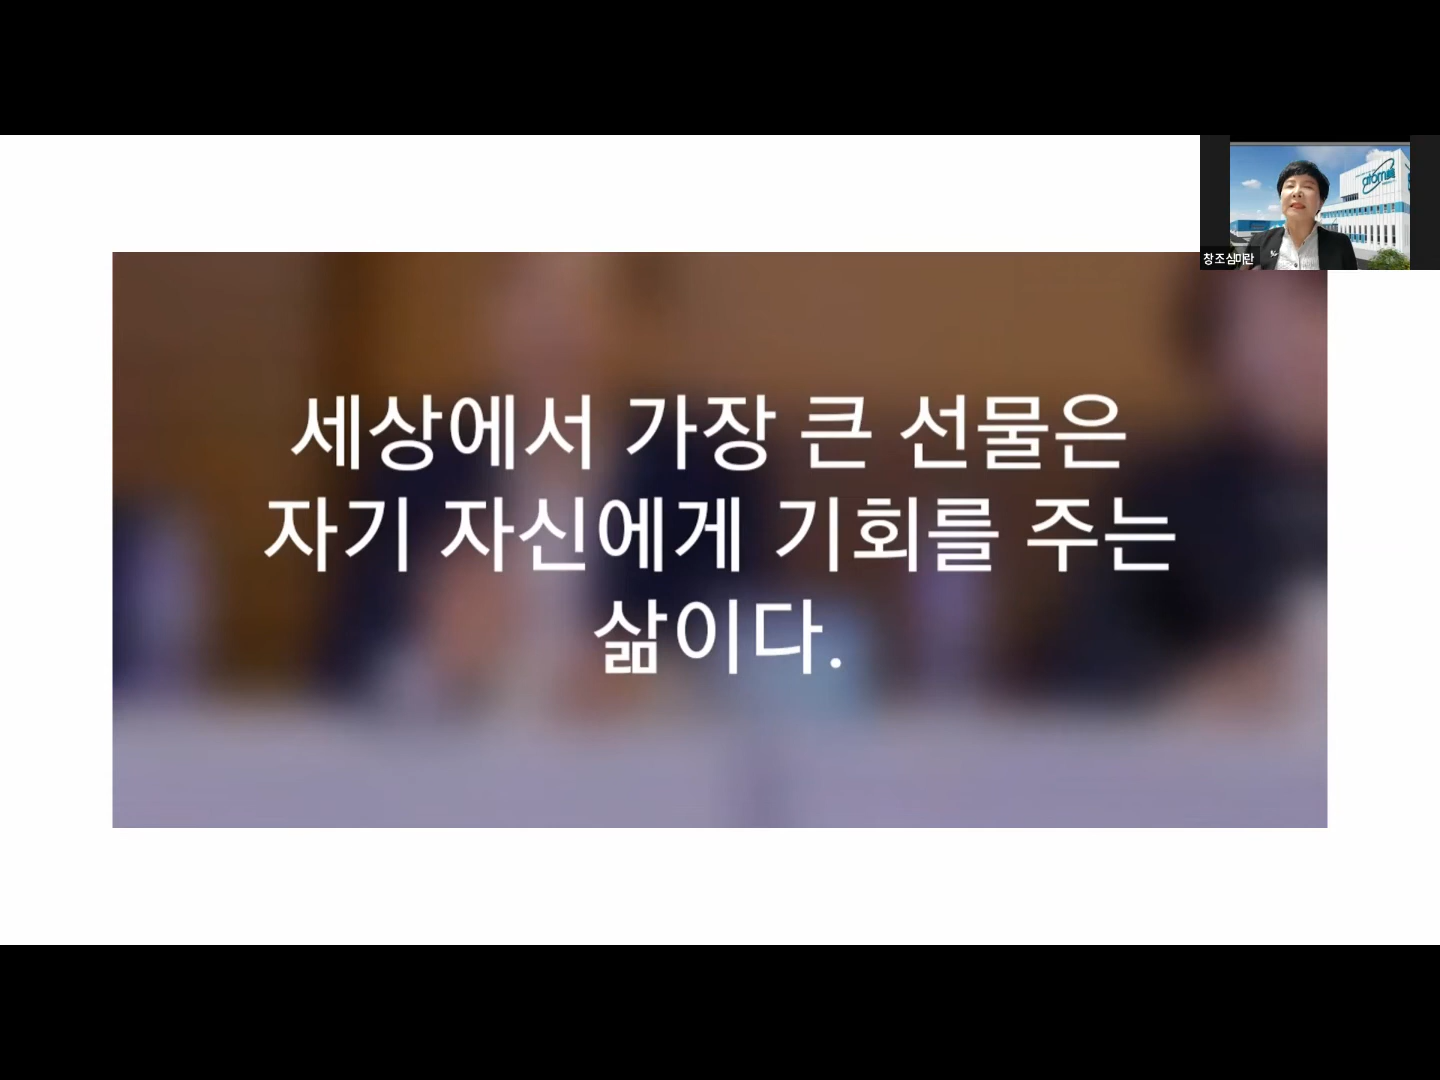 atomy
창조 심미란
세상에서 가장 큰 선물은
자기 자신에게 기회를 주는
삶이다.